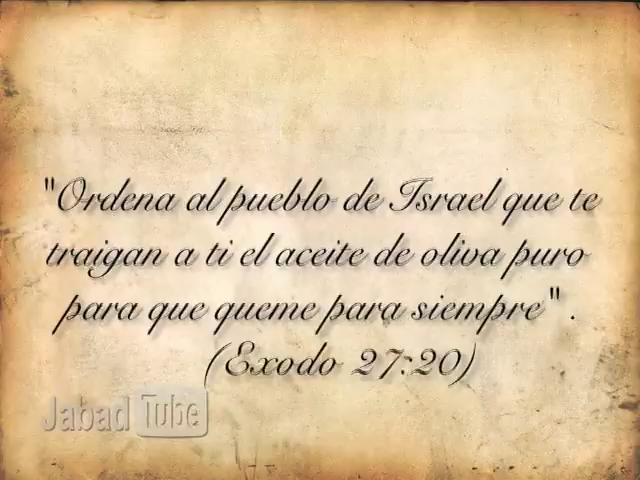 "Ordena al pueblo de Israel que te
traigan a ti el aceite de oliva puro
para que queme para siempre" .
(Exodo 27:20)
Jabad Tube